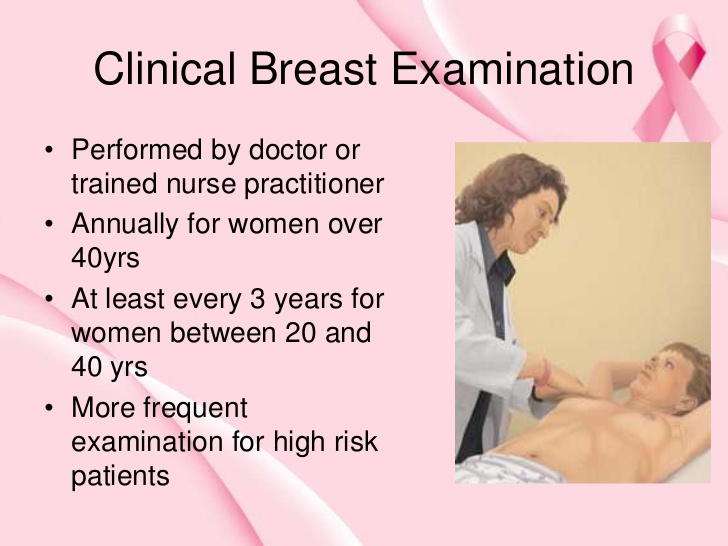 Clinical Breast Examination
• Performed by doctor or
trained nurse practitioner
• Annually for women over
40yrs
• At least every 3 years for
women between 20 and
40 yrs
• More frequent
examination for high risk
patients